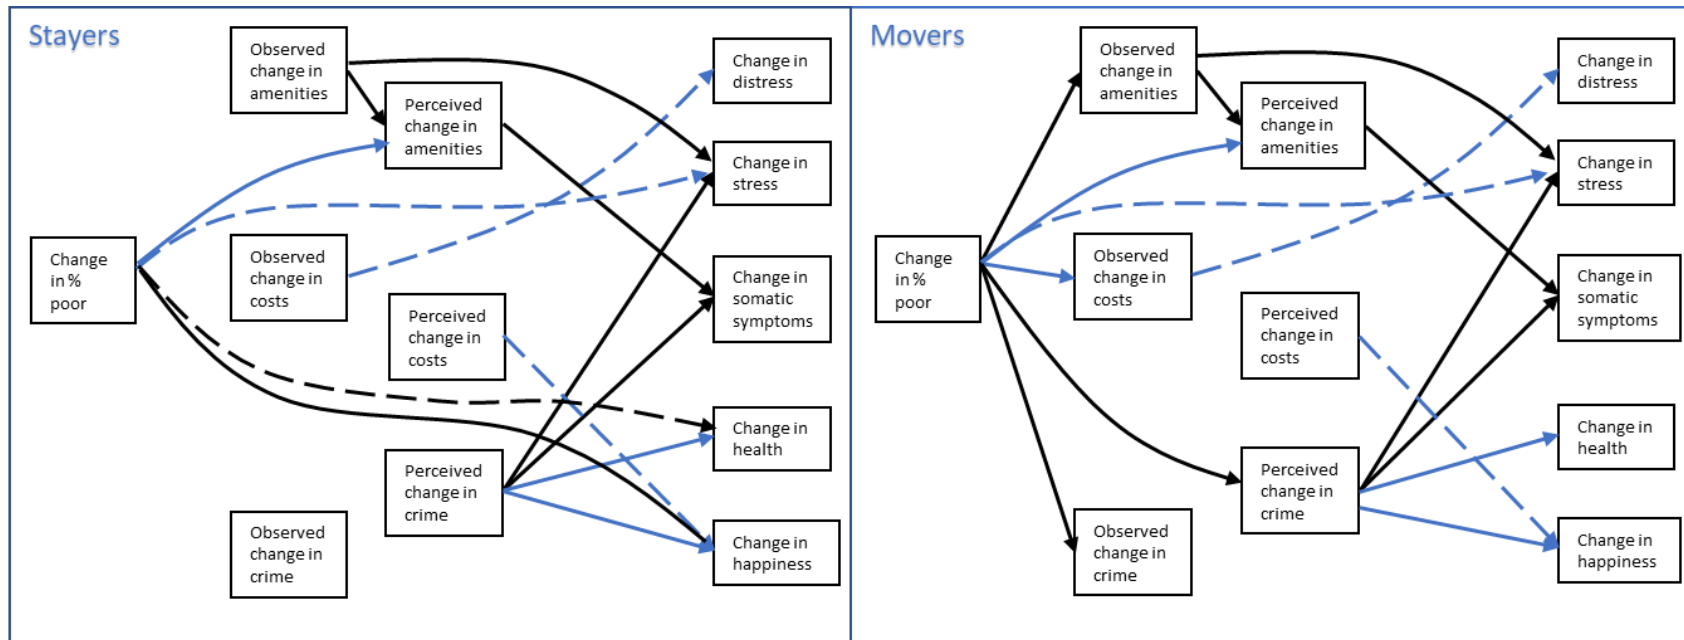 Stayers
Observed
change in
amenities
Perceived
change in
amenities
Change in
distress
Change in
stress
Change
in %
poor
Observed
change in
costs
Perceived
change in
costs
Change in
somatic
symptoms
Change in
health
Perceived
change in
crime
Observed
change in
crime
Change in
happiness
Movers
Observed
change in
amenities
Perceived
change in
amenities
Change in
distress
Change in
stress
Change
in %
poor
Observed
change in
costs
Perceived
change in
costs
Change in
somatic
symptoms
Change in
health
Perceived
change in
crime
Observed
change in
crime
Change in
happiness